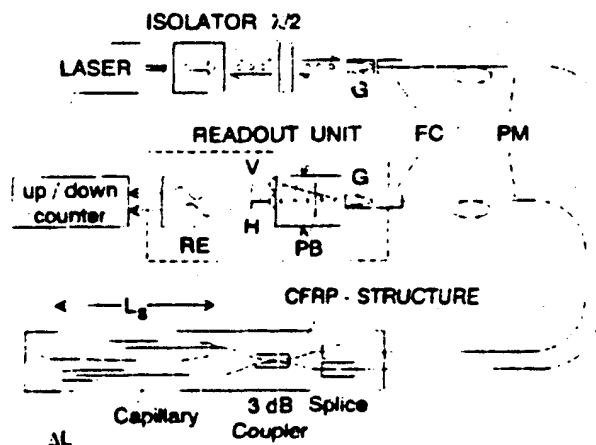 ISOLATOR λ/2
LASER
G
READOUT UNIT
FC
PM
up / down
counter
V
H
G
RE
PB
CFRP - STRUCTURE
Ls
Capillary
3 dB
Coupler
Splice
ΔL